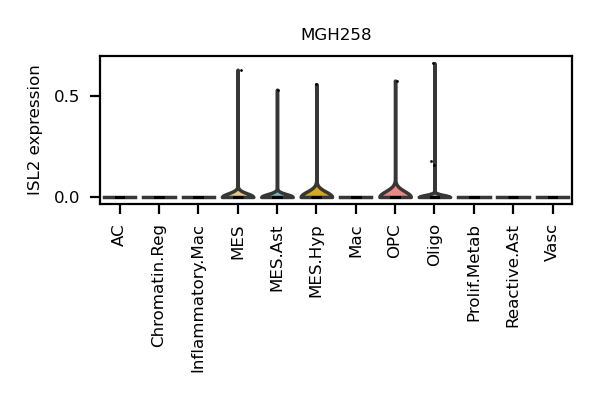 MGH258
ISL2 expression
0.5
0.0
AC
Chromatin.Reg
Inflammatory.Mac
MES
MES.Ast
MES.Hyp
Mac
OPC
Oligo
Prolif.Metab
Reactive.Ast
Vasc